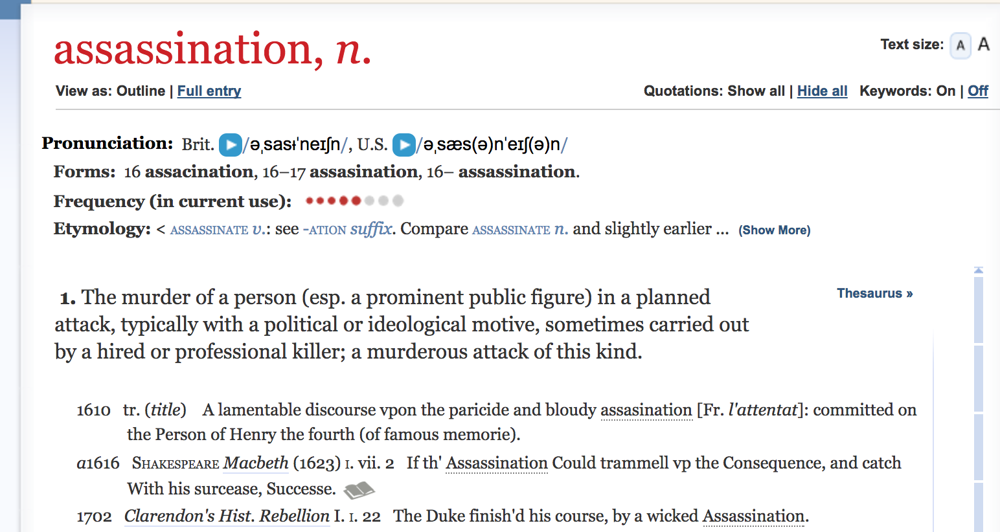 assassination, n.
Text size: A A
View as: Outline | Full entry
Quotations: Show all | Hide all Keywords: On | Off
Pronunciation: Brit. /əˌsasᵻˈneɪʃn/, U.S. /əˌsæs(ə)nˈeɪʃ(ə)n/
Forms: 16 assacination, 16–17 assasination, 16– assassination.
Frequency (in current use):
Etymology: < ASSASSINATE v.: see -ATION suffix. Compare ASSASSINATE n. and slightly earlier ... (Show More)
1. The murder of a person (esp. a prominent public figure) in a planned
Thesaurus »
attack, typically with a political or ideological motive, sometimes carried out
by a hired or professional killer; a murderous attack of this kind.
1610 tr. (title) A lamentable discourse vpon the paricide and bloudy assasination [Fr. l'attentat]: committed on
the Person of Henry the fourth (of famous memorie).
a1616 SHAKESPEARE Macbeth (1623) I. vii. 2 If th' Assassination Could trammell vp the Consequence, and catch
With his surcease, Successe.
1702 Clarendon's Hist. Rebellion I. I. 22 The Duke finish'd his course, by a wicked Assassination.